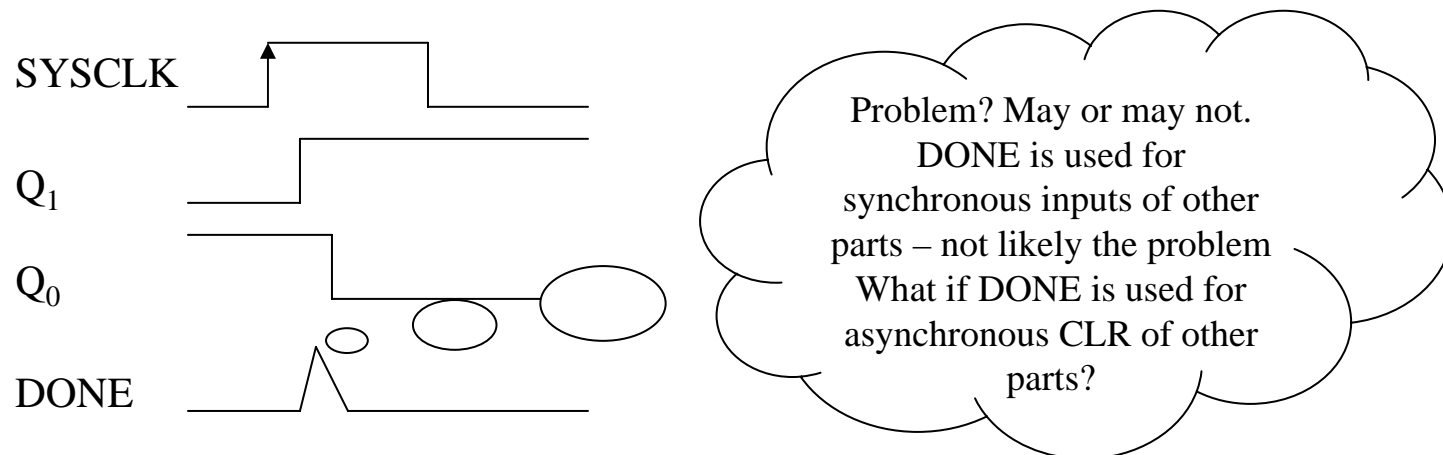 SYSCLK
Q₁
Q₀
DONE
Problem? May or may not.
DONE is used for
synchronous inputs of other
parts – not likely the problem
What if DONE is used for
asynchronous CLR of other
parts?